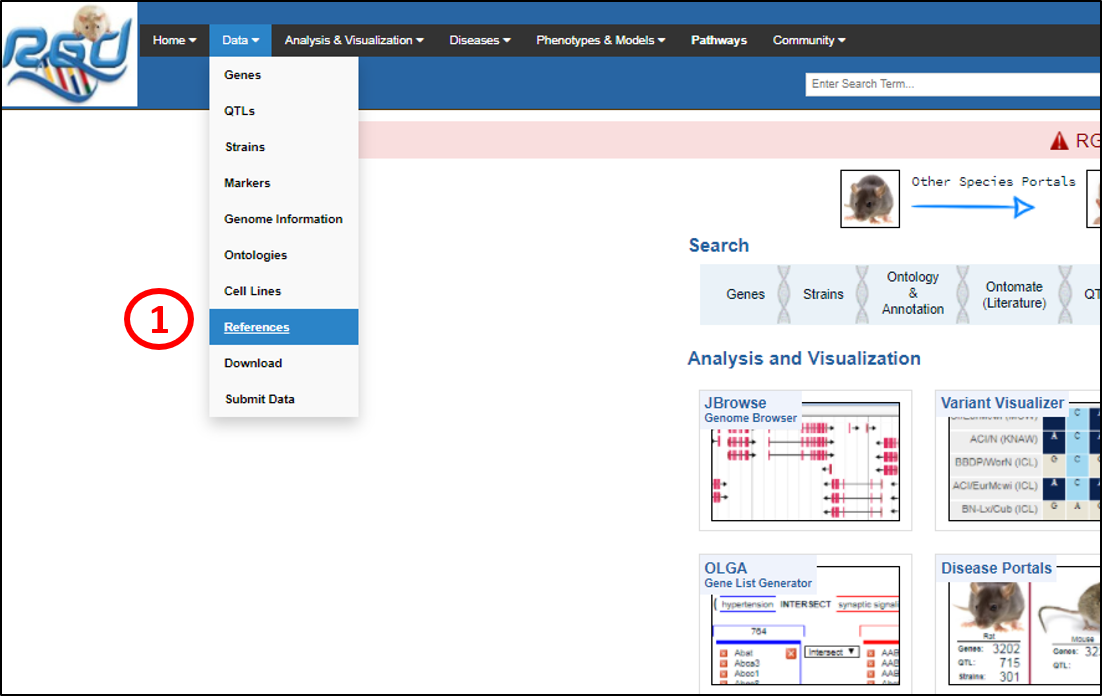 RGD
Home
Data
Analysis & Visualization
Diseases
Phenotypes & Models
Pathways
Community
Enter Search Term...
Genes
QTLs
Strains
Markers
Genome Information
Ontologies
Cell Lines
1
References
Download
Submit Data
RG
Other Species Portals
Search
Genes
Strains
Ontology
&
Annotation
Ontomate
(Literature)
QT
Analysis and Visualization
JBrowse
Genome Browser
Variant Visualizer
C
ACI/N (KNAW) A C
BBDP/WorN (ICL) G C
ACI/EurMcwi (ICL) A C
BN-Lx/Cub (ICL) G A
OLGA
Gene List Generator
( hypertension INTERSECT synaptic signali
764
Abat
Abca3
Abcc1
Intersect
AAB
AAC
Disease Portals
Rat
Genes: 3202
QTL: 715
Strains: 301
Mouse
Genes: 32
QTL: